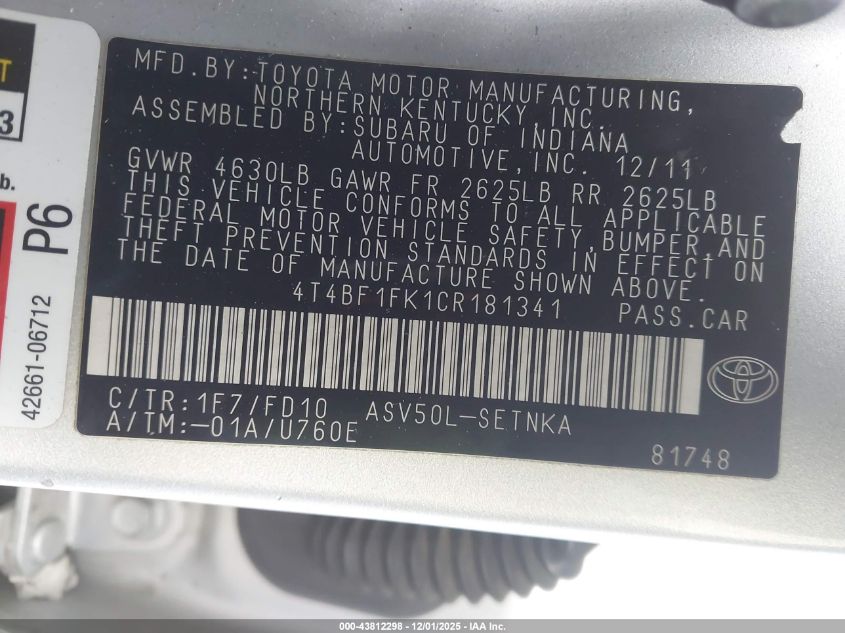 T
3
b.
P6
42661-06712
MFD.BY:TOYOTA MOTOR MANUFACTURING,
NORTHERN KENTUCKY, INC.
ASSEMBLED BY:SUBARU OF INDIANA
AUTOMOTIVE,INC. 12/11
GVWR 4630LB GAWR FR 2625LB RR 2625LB
THIS VEHICLE CONFORMS TO ALL APPLICABLE
FEDERAL MOTOR VEHICLE SAFETY,BUMPER,AND
THEFT PREVENTION STANDARDS IN EFFECT ON
THE DATE OF MANUFACTURE SHOWN ABOVE.
4T4BF1FK1CR181341 PASS.CAR
C/TR:1F7/FD10 ASV50L-SETNKA
A/TM:-01A/U760E
81748
000-43812298 - 12/01/2025 - IAA Inc.